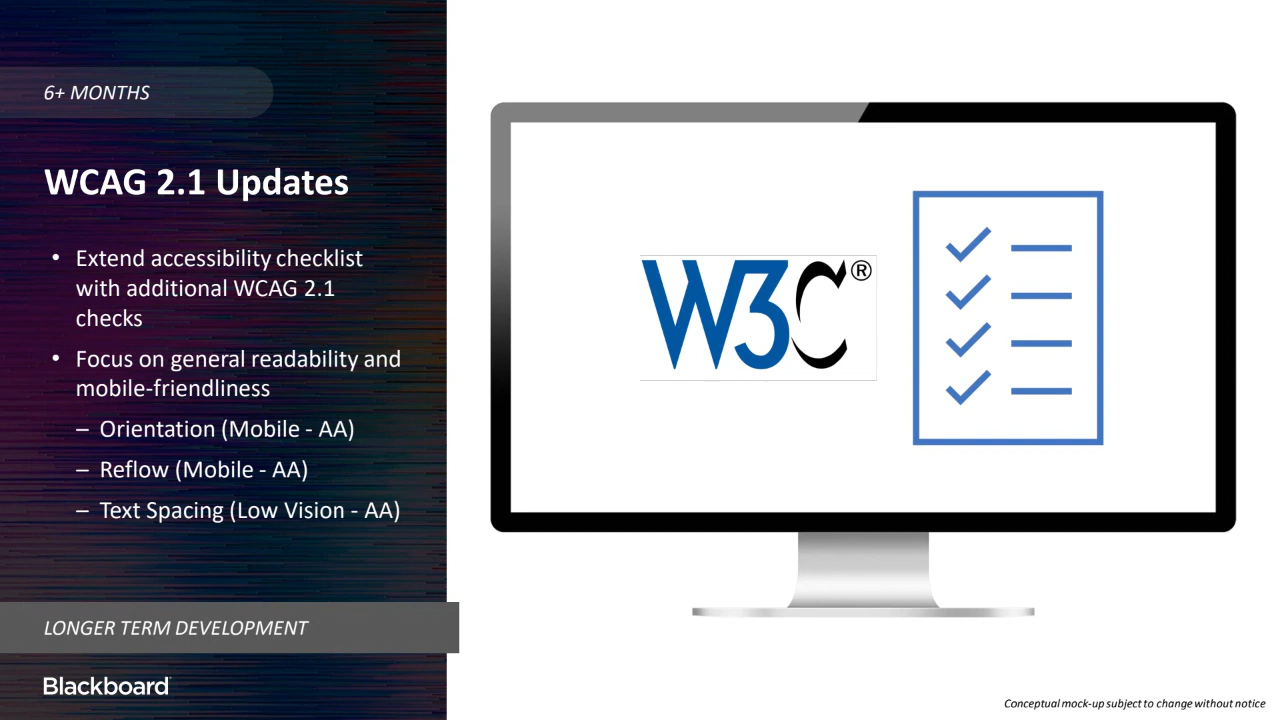 6+ MONTHS
WCAG 2.1 Updates
• Extend accessibility checklist
with additional WCAG 2.1
checks
• Focus on general readability and
mobile-friendliness
– Orientation (Mobile - AA)
– Reflow (Mobile - AA)
– Text Spacing (Low Vision - AA)
LONGER TERM DEVELOPMENT
Blackboard
W3C®
Conceptual mock-up subject to change without notice